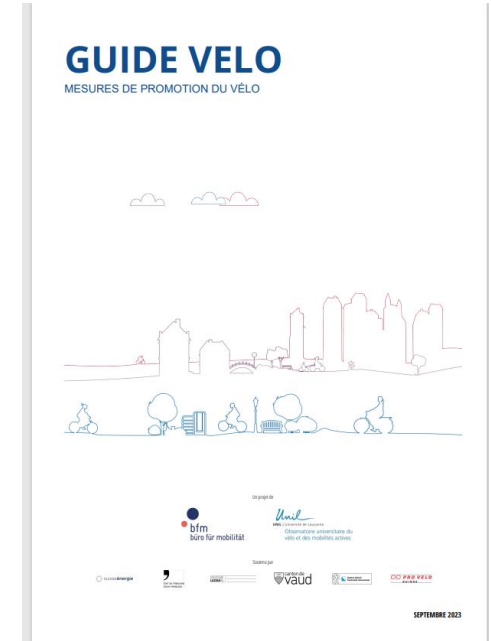 GUIDE VELO
MESURES DE PROMOTION DU VÉLO
Un projet de
bfm
büro für mobilität
Unil
UNIL | Université de Lausanne
Observatoire universitaire du
vélo et des mobilités actives
Soutenu par
suisseénergie
canton de
vaud
PRO VELO
SEPTEMBRE 2023